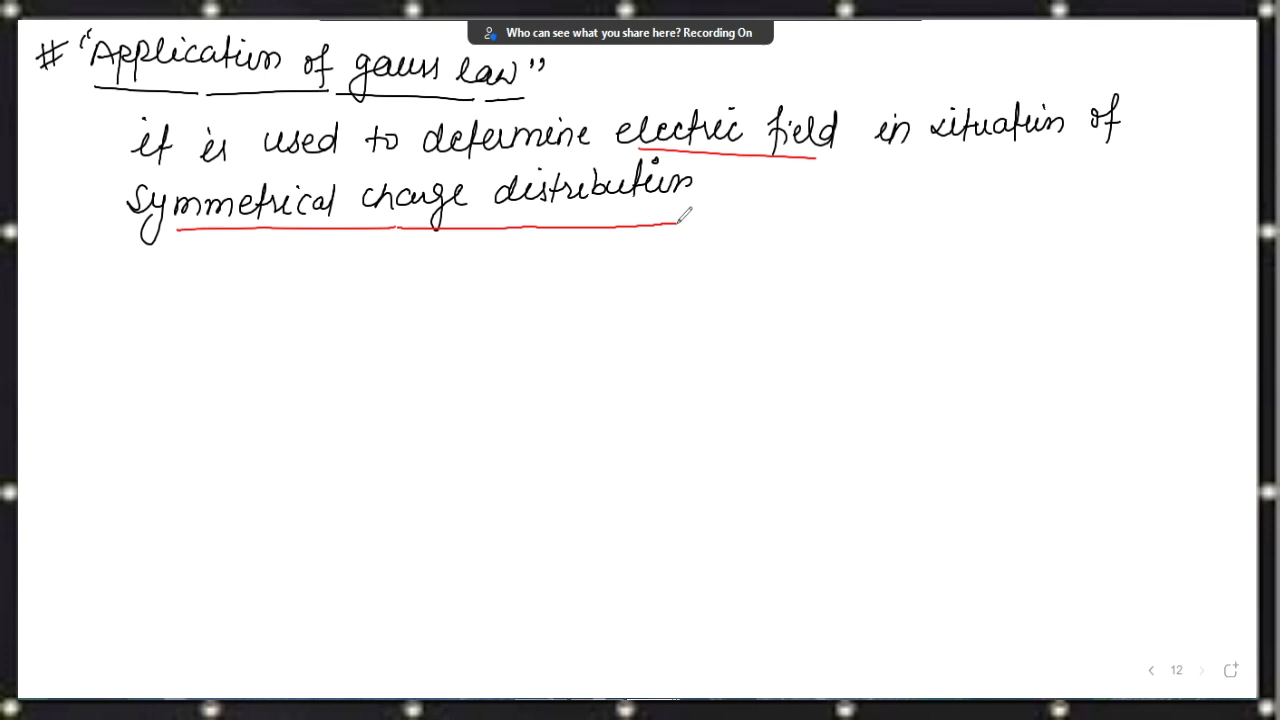 Who can see what you share here? Recording On
# "Application of gauss law"
it is used to determine electric field in situation of
symmetrical charge distribution
12